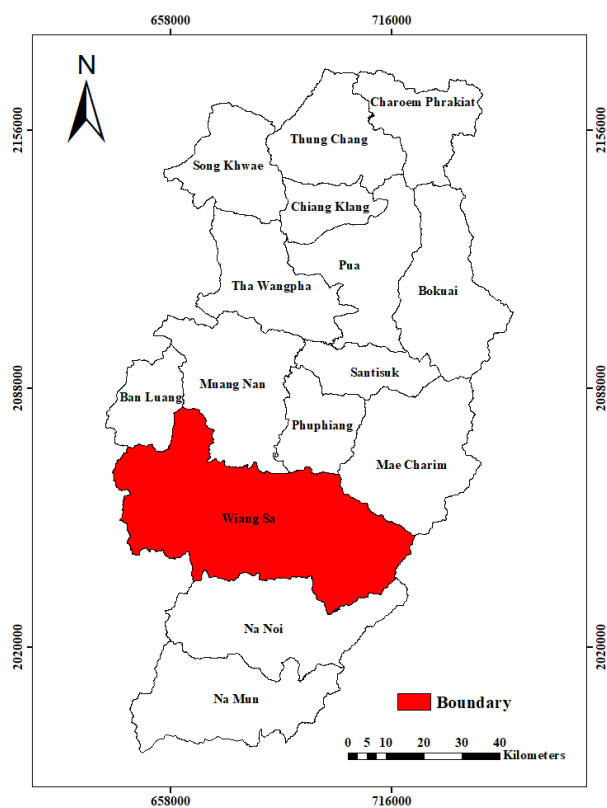 658000 716000
N
Charoem Phrakiat
2156000 2156000
Thung Chang
Song Khwae
Chiang Klang
Pua
Tha Wangpha
Bokuai
Santisuk
2088000 2088000
Ban Luang Muang Nan
Phuphiang
Mae Charim
Wiang Sa
Na Noi
2020000 2020000
Na Mun
Boundary
0 5 10 20 30 40
Kilometers
658000 716000